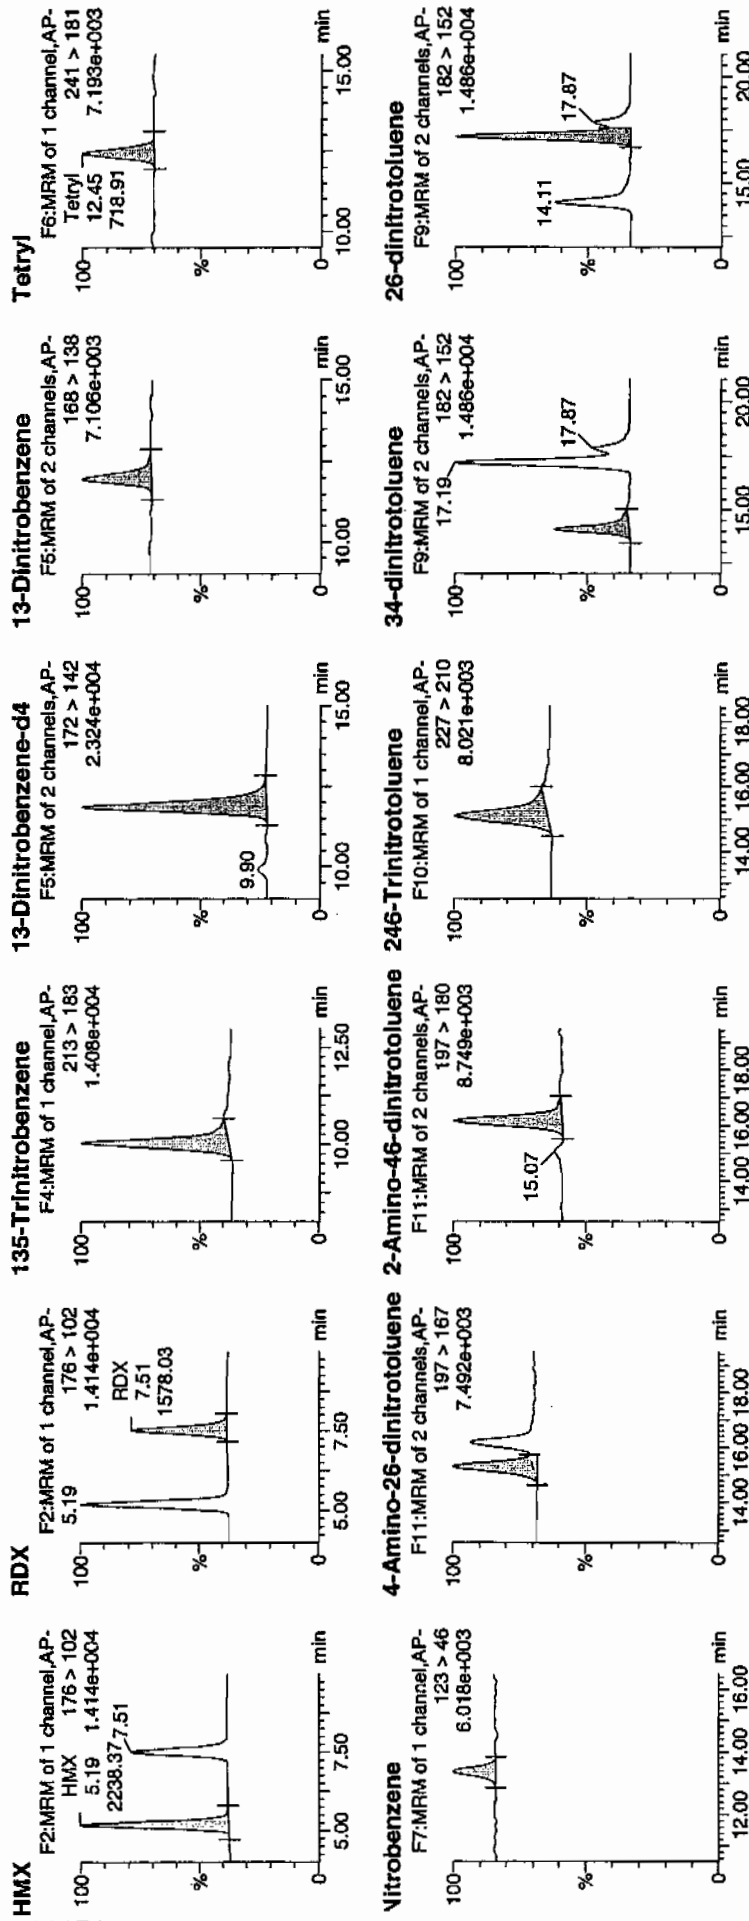 HMX
F2:MRM of 1 channel,AP-
176 > 102
1.414e+004
HMX
5.19
2238.37
7.51
100
%
0
5.00
7.50
min
RDX
F2:MRM of 1 channel,AP-
176 > 102
1.414e+004
5.19
RDX
7.51
1578.03
100
%
0
5.00
7.50
min
135-Trinitrobenzene
F4:MRM of 1 channel,AP-
213 > 183
1.408e+004
100
%
0
10.00
12.50
min
13-Dinitrobenzene-d4
F5:MRM of 2 channels,AP-
172 > 142
2.324e+004
9.90
100
%
0
10.00
15.00
min
13-Dinitrobenzene
F5:MRM of 2 channels,AP-
168 > 138
7.106e+003
100
%
0
10.00
15.00
min
Tetryl
F6:MRM of 1 channel,AP-
241 > 181
7.193e+003
Tetryl
12.45
718.91
100
%
0
10.00
15.00
min
Nitrobenzene
F7:MRM of 1 channel,AP-
123 > 46
6.018e+003
100
%
0
12.00
14.00
16.00
min
4-Amino-26-dinitrotoluene
F11:MRM of 2 channels,AP-
197 > 167
7.492e+003
100
%
0
14.00
16.00
18.00
min
2-Amino-46-dinitrotoluene
F11:MRM of 2 channels,AP-
197 > 180
8.749e+003
15.07
100
%
0
14.00
16.00
18.00
min
246-Trinitrotoluene
F10:MRM of 1 channel,AP-
227 > 210
8.021e+003
100
%
0
14.00
16.00
18.00
min
34-dinitrotoluene
F9:MRM of 2 channels,AP-
182 > 152
1.486e+004
17.19
17.87
100
%
0
15.00
20.00
min
26-dinitrotoluene
F9:MRM of 2 channels,AP-
182 > 152
1.486e+004
14.11
17.87
100
%
0
15.00
20.00
min